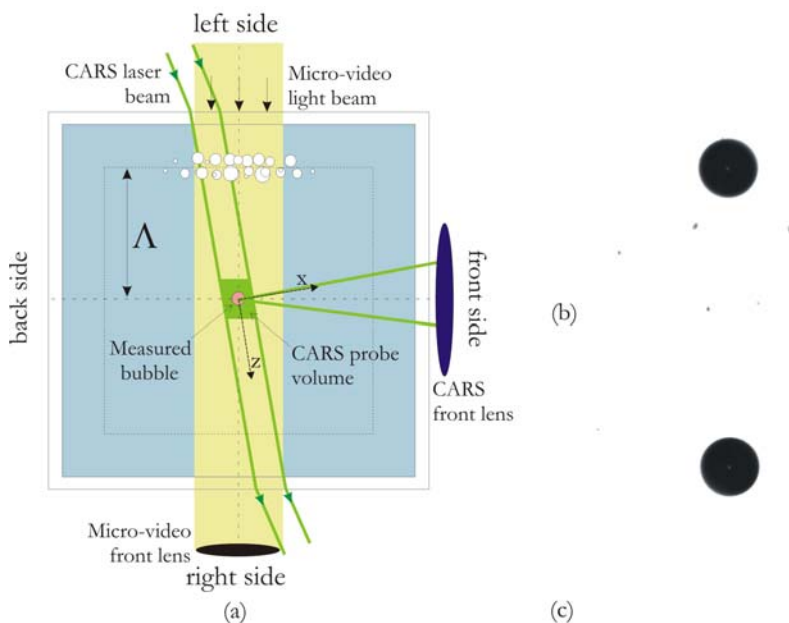 left side
CARS laser
beam
Micro-video
light beam
Λ
back side
x
front side
(b)
Measured
bubble
z
CARS probe
volume
CARS
front lens
Micro-video
front lens
right side
(a)
(c)